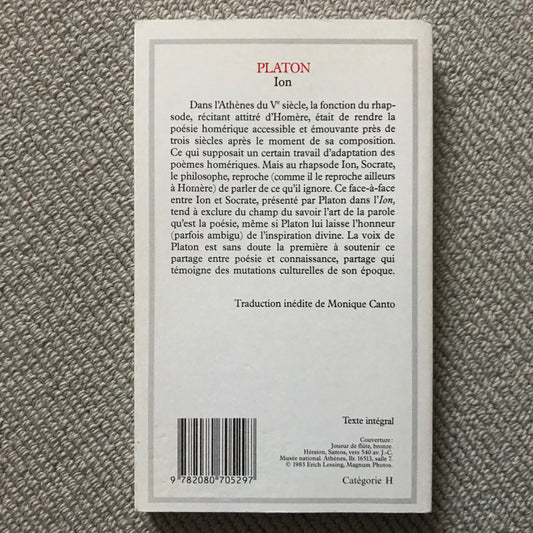 PLATON
Ion
Dans l'Athènes du Ve siècle, la fonction du rhap-
sode, récitant attitré d'Homère, était de rendre la
poésie homérique accessible et émouvante près de
trois siècles après le moment de sa composition.
Ce qui supposait un certain travail d'adaptation des
poèmes homériques. Mais au rhapsode Ion, Socrate,
le philosophe, reproche (comme il le reproche ailleurs
à Homère) de parler de ce qu'il ignore. Ce face-à-face
entre Ion et Socrate, présenté par Platon dans l'Ion,
tend à exclure du champ du savoir l'art de la parole
qu'est la poésie, même si Platon lui laisse l'honneur
(parfois ambigu) de l'inspiration divine. La voix de
Platon est sans doute la première à soutenir ce
partage entre poésie et connaissance, partage qui
témoigne des mutations culturelles de son époque.
Traduction inédite de Monique Canto
Texte intégral
Couverture :
Joueur de flûte, bronze.
Héraion, Samos, vers 540 av. J.-C.
Musée national. Athènes, Br. 16513, salle 7.
© 1983 Erich Lessing, Magnum Photos.
9 782080 705297
Catégorie H